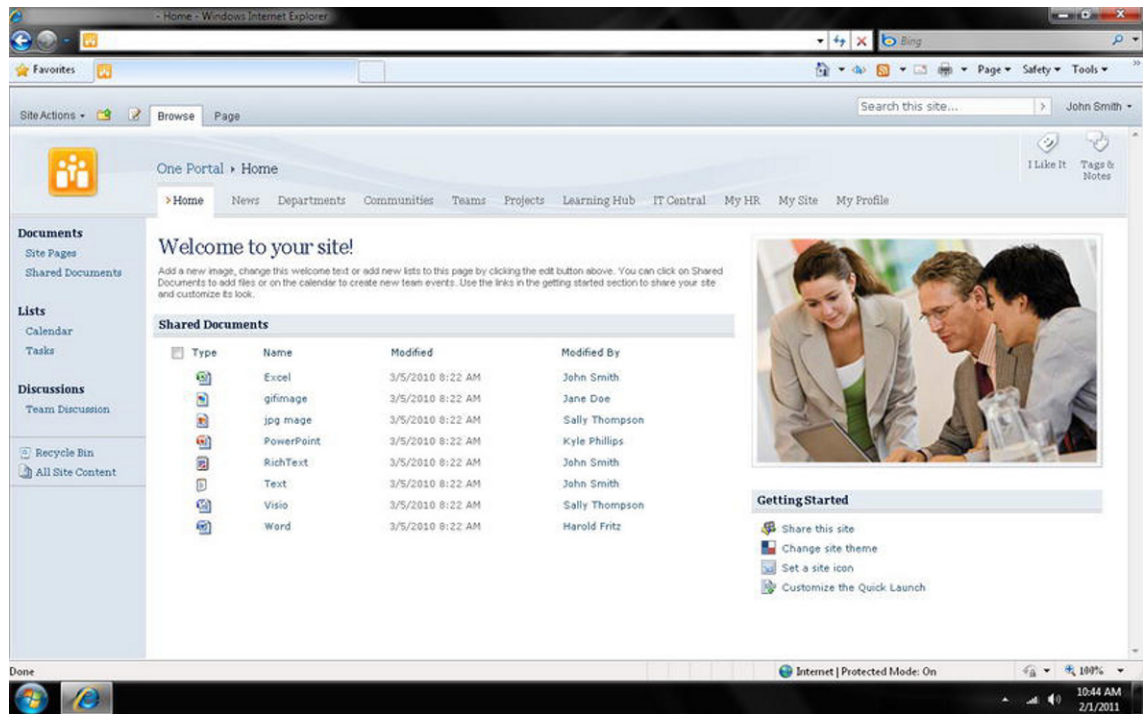 - Home - Windows Internet Explorer
Bing
Favorites
Page Safety Tools
Site Actions Browse Page Search this site... John Smith
One Portal Home
I Like It Tags & Notes
Home News Departments Communities Teams Projects Learning Hub IT Central My HR My Site My Profile
Documents
Site Pages
Shared Documents
Lists
Calendar
Tasks
Discussions
Team Discussion
Recycle Bin
All Site Content
Welcome to your site!
Add a new image, change this welcome text or add new lists to this page by clicking the edit button above. You can click on Shared
Documents to add files or on the calendar to create new team events. Use the links in the getting started section to share your site
and customize its look.
Shared Documents
Type Name Modified Modified By
Excel 3/5/2010 8:22 AM John Smith
gifimage 3/5/2010 8:22 AM Jane Doe
jpg mage 3/5/2010 8:22 AM Sally Thompson
PowerPoint 3/5/2010 8:22 AM Kyle Phillips
RichText 3/5/2010 8:22 AM John Smith
Text 3/5/2010 8:22 AM John Smith
Visio 3/5/2010 8:22 AM Sally Thompson
Word 3/5/2010 8:22 AM Harold Fritz
Getting Started
Share this site
Change site theme
Set a site icon
Customize the Quick Launch
Done Internet | Protected Mode: On 100%
10:44 AM
2/1/2011